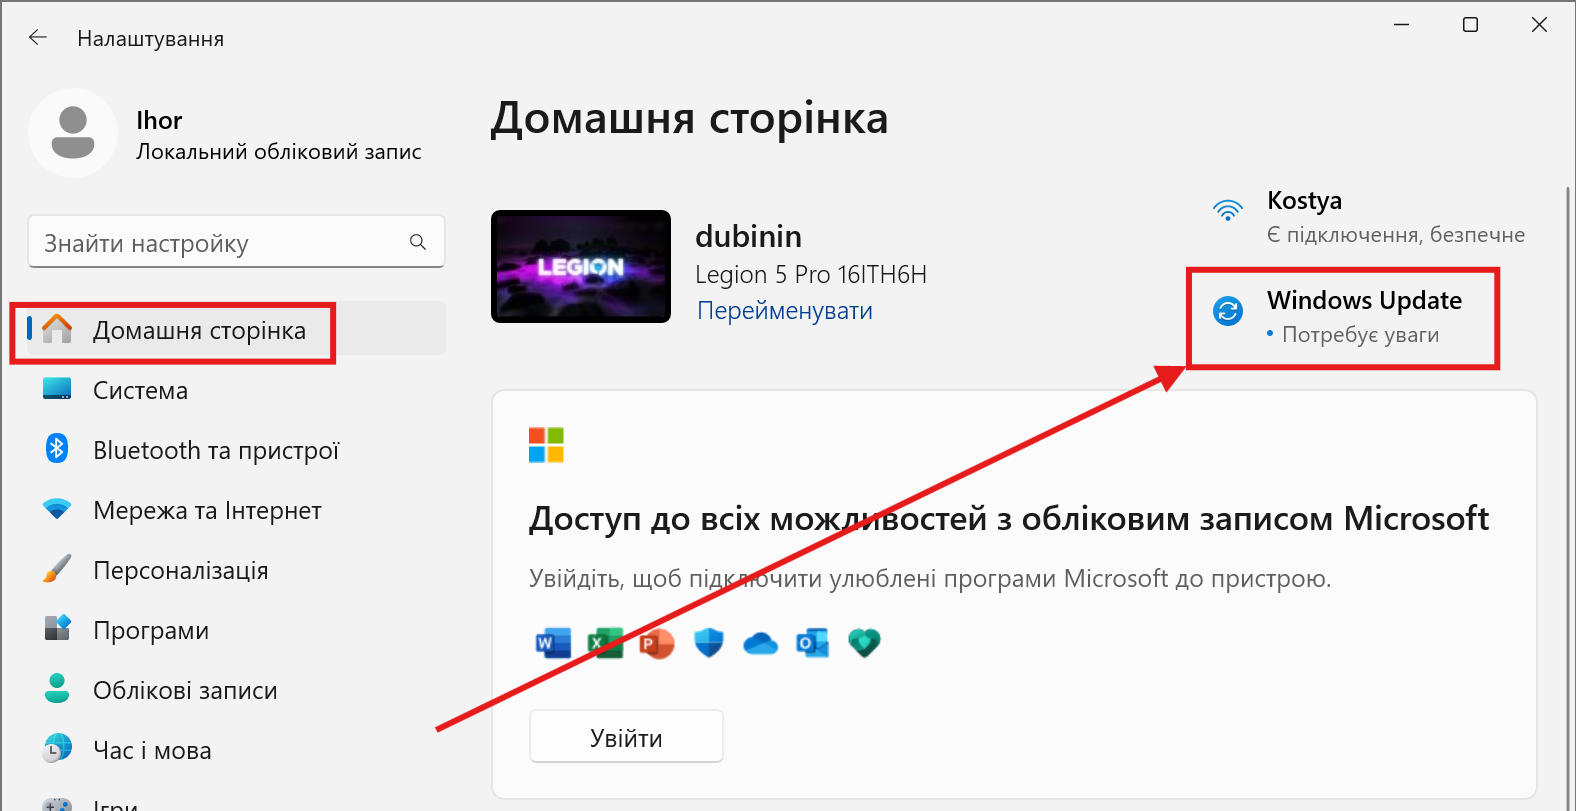 Налаштування
Ihor
Локальний обліковий запис
Знайти настройку
Домашня сторінка
Система
Bluetooth та пристрої
Мережа та Інтернет
Персоналізація
Програми
Облікові записи
Час і мова
Ігри
Домашня сторінка
LEGION
dubinin
Legion 5 Pro 16ITH6H
Перейменувати
Kostya
Є підключення, безпечне
Windows Update
• Потребує уваги
Доступ до всіх можливостей з обліковим записом Microsoft
Увійдіть, щоб підключити улюблені програми Microsoft до пристрою.
Увійти